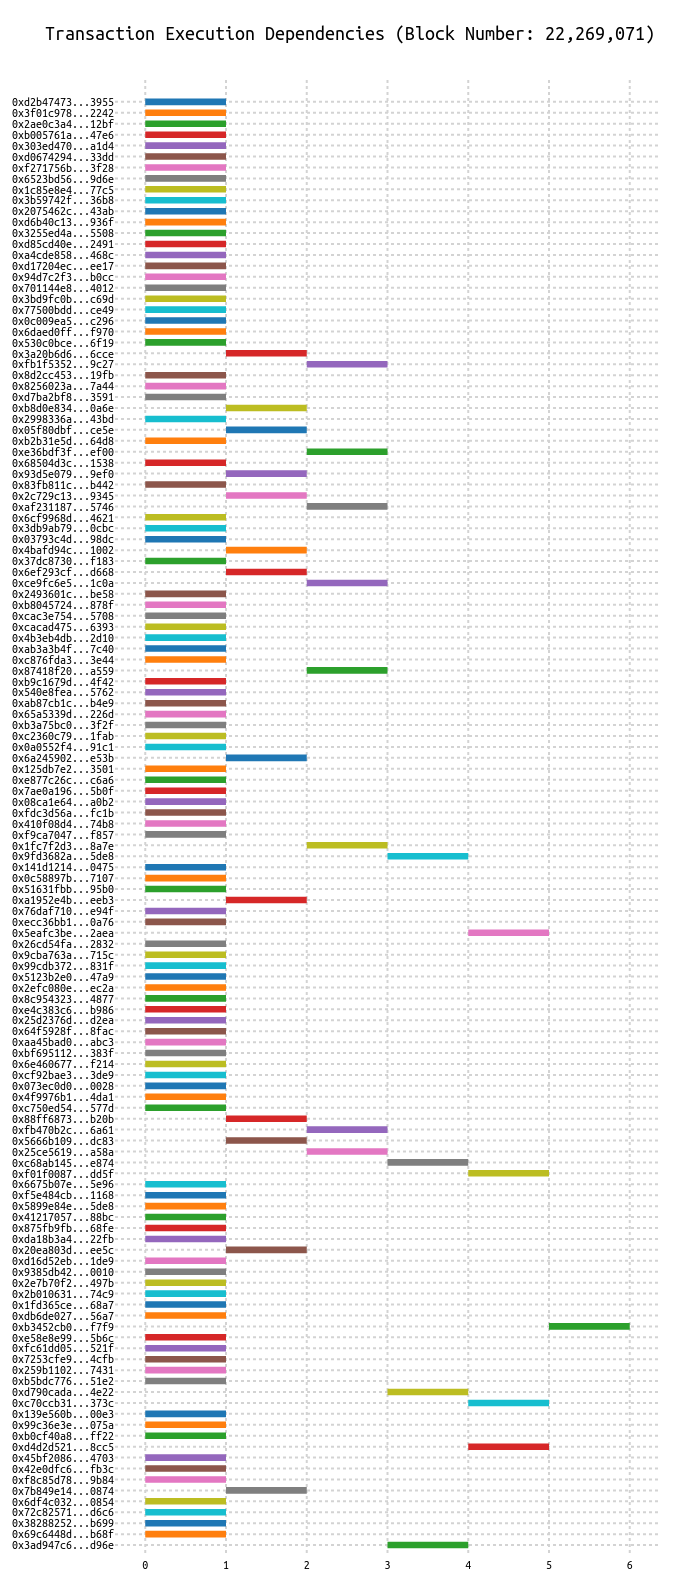 Transaction Execution Dependencies (Block Number: 22,269,071)
0xd2b47473...3955
0x3f01c978...2242
0x2ae0c3a4...12bf
0xb005761a...47e6
0x303ed470...a1d4
0xd0674294...33dd
0xf271756b...3f28
0x6523bd56...9d6e
0x1c85e8e4...77c5
0x3b59742f...36b8
0x2075462c...43ab
0xd6b40c13...936f
0x3255ed4a...5508
0xd85cd40e...2491
0xa4cde858...468c
0xd17204ec...ee17
0x94d7c2f3...b0cc
0x701144e8...4012
0x3bd9fc0b...c69d
0x77500bdd...ce49
0x0c009ea5...c296
0x6daed0ff...f970
0x530c0bce...6f19
0x3a20b6d6...6cce
0xfb1f5352...9c27
0x8d2cc453...19fb
0x8256023a...7a44
0xd7ba2bf8...3591
0xb8d0e834...0a6e
0x2998336a...43bd
0x05f80dbf...ce5e
0xb2b31e5d...64d8
0xe36bdf3f...ef00
0x68504d3c...1538
0x93d5e079...9ef0
0x83fb811c...b442
0x2c729c13...9345
0xaf231187...5746
0x6cf9968d...4621
0x3db9ab79...0cbc
0x03793c4d...98dc
0x4bafd94c...1002
0x37dc8730...f183
0x6ef293cf...d668
0xce9fc6e5...1c0a
0x2493601c...be58
0xb8045724...878f
0xcac3e754...5708
0xcacad475...6393
0x4b3eb4db...2d10
0xab3a3b4f...7c40
0xc876fda3...3e44
0x87418f20...a559
0xb9c1679d...4f42
0x540e8fea...5762
0xab87cb1c...b4e9
0x65a5339d...226d
0xb3a75bc0...3f2f
0xc2360c79...1fab
0x0a0552f4...91c1
0x6a245902...e53b
0x125db7e2...3501
0xe877c26c...c6a6
0x7ae0a196...5b0f
0x08ca1e64...a0b2
0xfdc3d56a...fc1b
0x410f08d4...74b8
0xf9ca7047...f857
0x1fc7f2d3...8a7e
0x9fd3682a...5de8
0x141d1214...0475
0x0c58897b...7107
0x51631fbb...95b0
0xa1952e4b...eeb3
0x76daf710...e94f
0xecc36bb1...0a76
0x5eafc3be...2aea
0x26cd54fa...2832
0x9cba763a...715c
0x99cdb372...831f
0x5123b2e0...47a9
0x2efc080e...ec2a
0x8c954323...4877
0xe4c383c6...b986
0x25d2376d...d2ea
0x64f5928f...8fac
0xaa45bad0...abc3
0xbf695112...383f
0x6e460677...f214
0xcf92bae3...3de9
0x073ec0d0...0028
0x4f9976b1...4da1
0xc750ed54...577d
0x88ff6873...b20b
0xfb470b2c...6a61
0x5666b109...dc83
0x25ce5619...a58a
0xc68ab145...e874
0xf01f0087...dd5f
0x6675b07e...5e96
0xf5e484cb...1168
0x5899e84e...5de8
0x41217057...88bc
0x875fb9fb...68fe
0xda18b3a4...22fb
0x20ea803d...ee5c
0xd16d52eb...1de9
0x9385db42...0010
0x2e7b70f2...497b
0x2b010631...74c9
0x1fd365ce...68a7
0xdb6de027...56a7
0xb3452cb0...f7f9
0xe58e8e99...5b6c
0xfc61dd05...521f
0x7253cfe9...4cfb
0x259b1102...7431
0xb5bdc776...51e2
0xd790cada...4e22
0xc70ccb31...373c
0x139e560b...00e3
0x99c36e3e...075a
0xb0cf40a8...ff22
0xd4d2d521...8cc5
0x45bf2086...4703
0x42e0dfc6...fb3c
0xf8c85d78...9b84
0x7b849e14...0874
0x6df4c032...0854
0x72c82571...d6c6
0x38288252...b699
0x69c6448d...b68f
0x3ad947c6...d96e
0 1 2 3 4 5 6